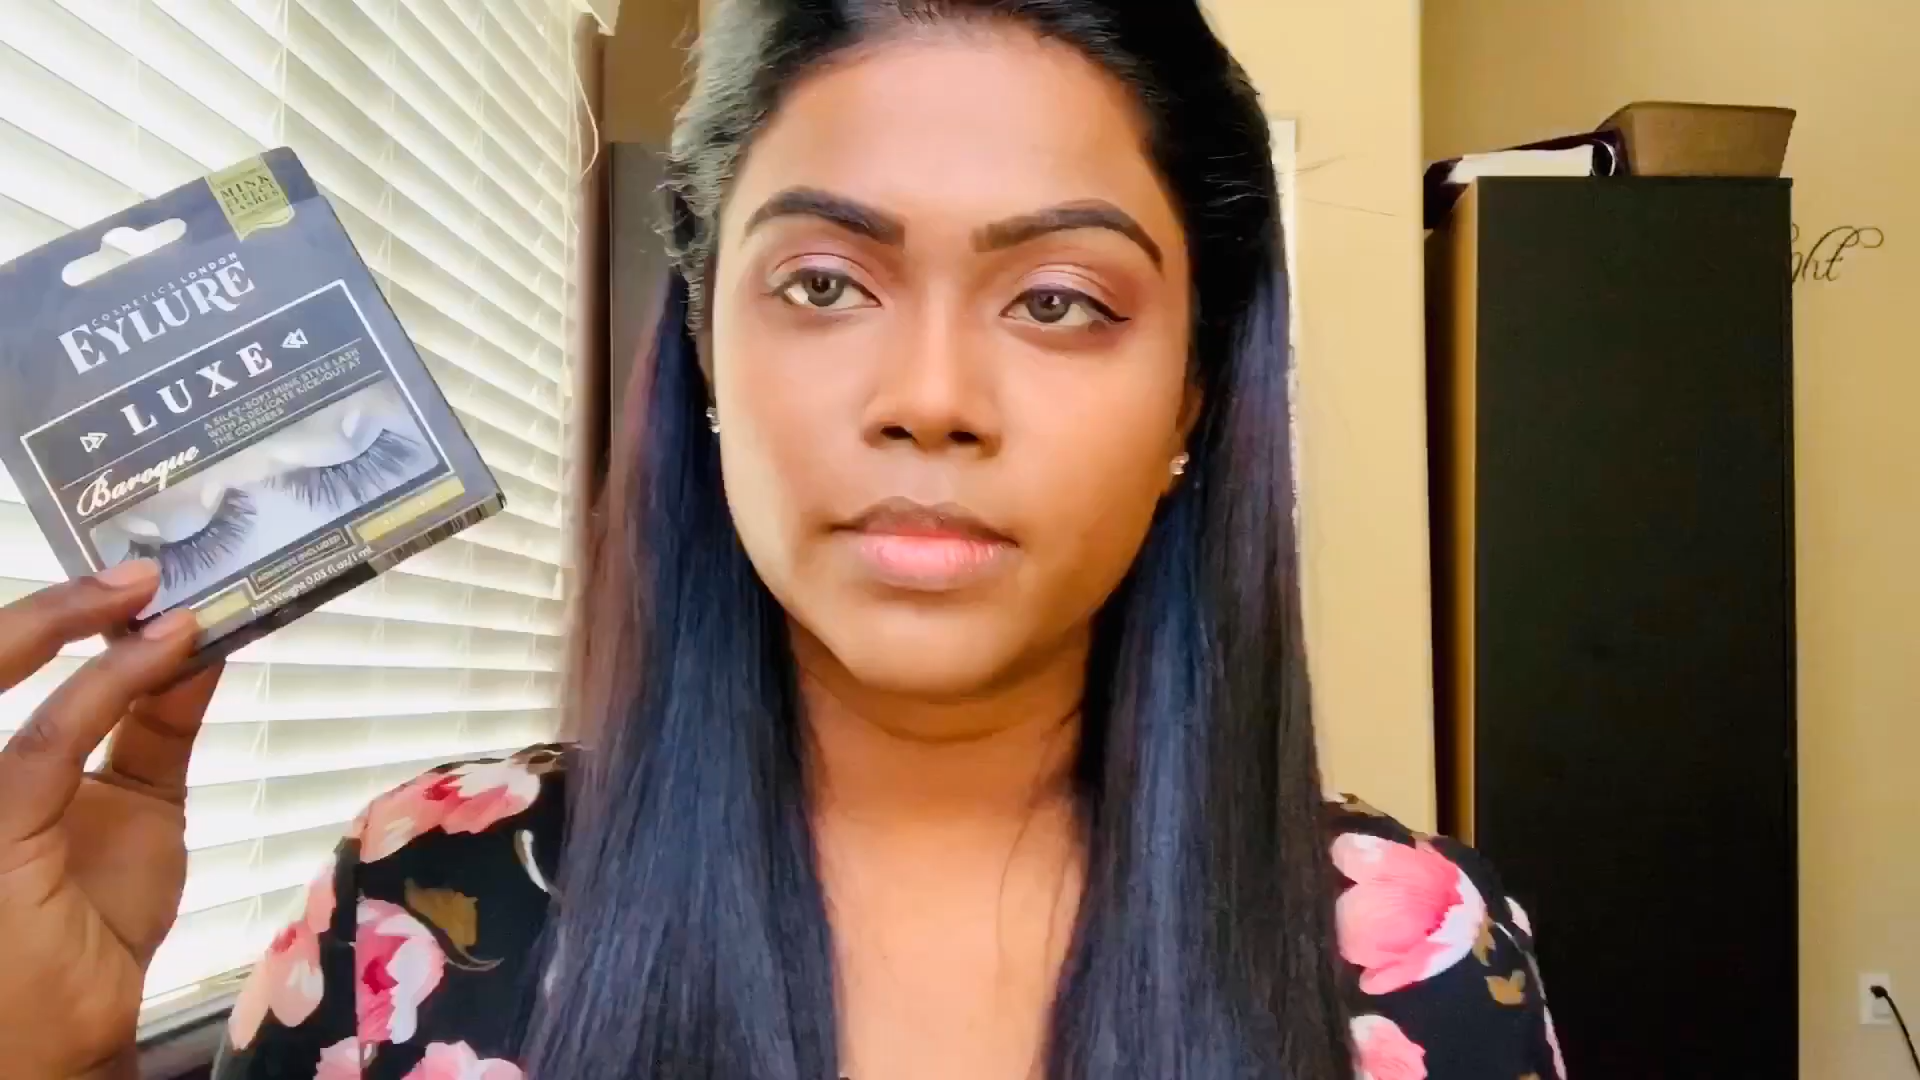 MINK
EFFECT
LASHES
COSMETICS LONDON
EYLURE
LUXE
A SILKY-SOFT MINK STYLE LASH
WITH A DELICATE KICK-OUT AT
THE CORNERS
Baroque
ADHESIVE INCLUDED
Net Weight 0.03 fl oz/1 ml
ght